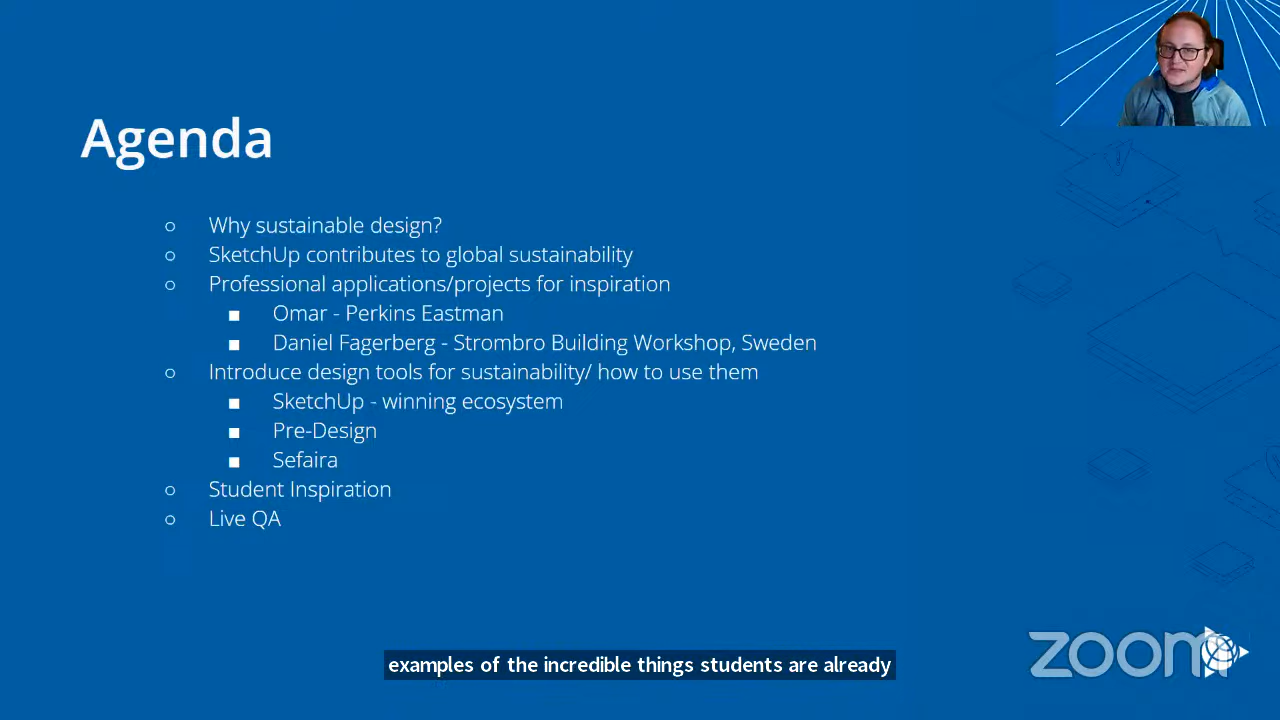 Agenda
○ Why sustainable design?
○ SketchUp contributes to global sustainability
○ Professional applications/projects for inspiration
■ Omar - Perkins Eastman
■ Daniel Fagerberg - Strombro Building Workshop, Sweden
○ Introduce design tools for sustainability/ how to use them
■ SketchUp - winning ecosystem
■ Pre-Design
■ Sefaira
○ Student Inspiration
○ Live QA
zoom
examples of the incredible things students are already